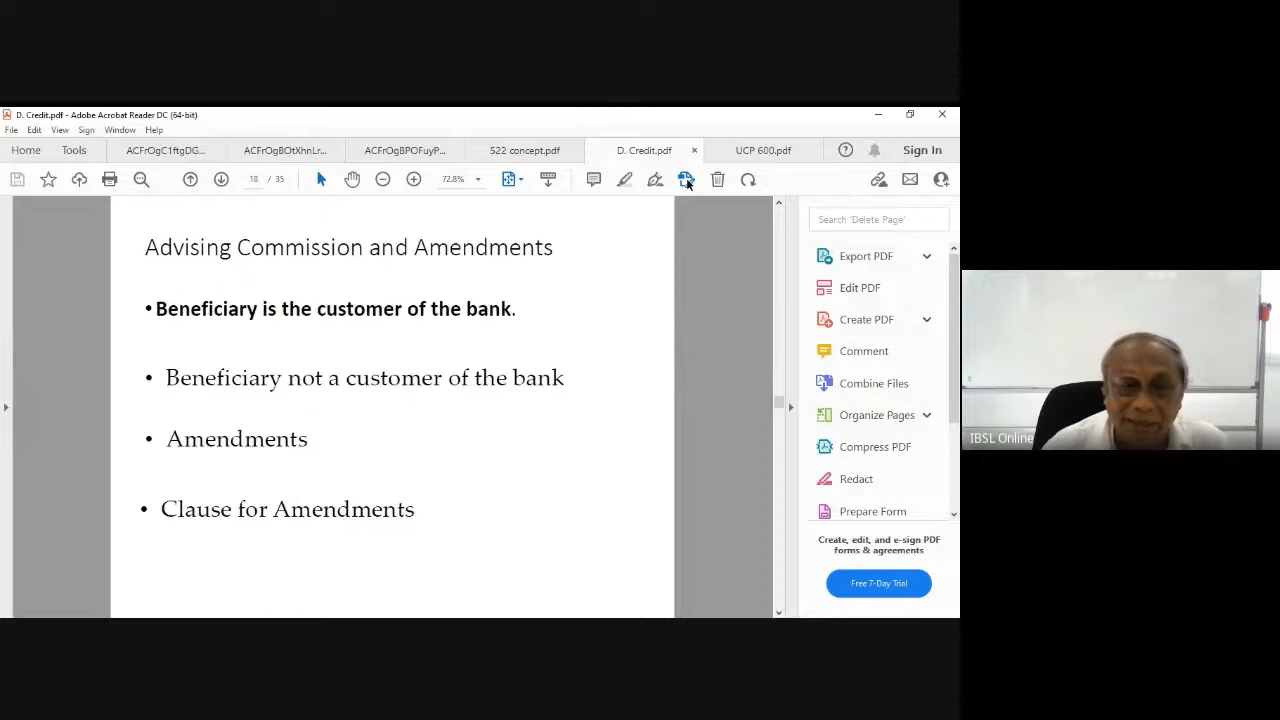 D. Credit.pdf - Adobe Acrobat Reader DC (64-bit)
File Edit View Sign Window Help
Home Tools ACFrOgC1ftgDG... ACFrOgBOtXhnLr... ACFrOgBPOFuyP... 522 concept.pdf D. Credit.pdf × UCP 600.pdf Sign In
18 / 35 72.8%
Advising Commission and Amendments
• Beneficiary is the customer of the bank.
• Beneficiary not a customer of the bank
• Amendments
• Clause for Amendments
Search 'Delete Page'
Export PDF
Edit PDF
Create PDF
Comment
Combine Files
Organize Pages
Compress PDF
Redact
Prepare Form
Create, edit, and e-sign PDF
forms & agreements
Free 7-Day Trial
IBSL Online